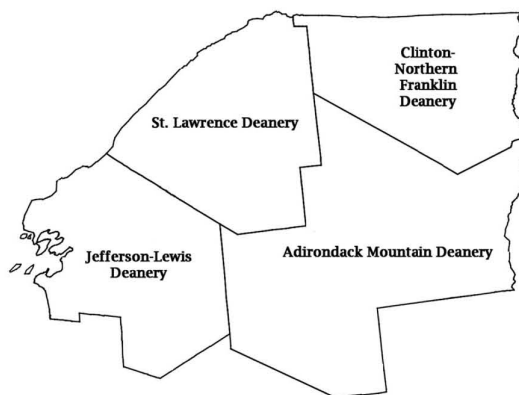 Clinton-
Northern
Franklin
Deanery
St. Lawrence Deanery
Jefferson-Lewis
Deanery
Adirondack Mountain Deanery